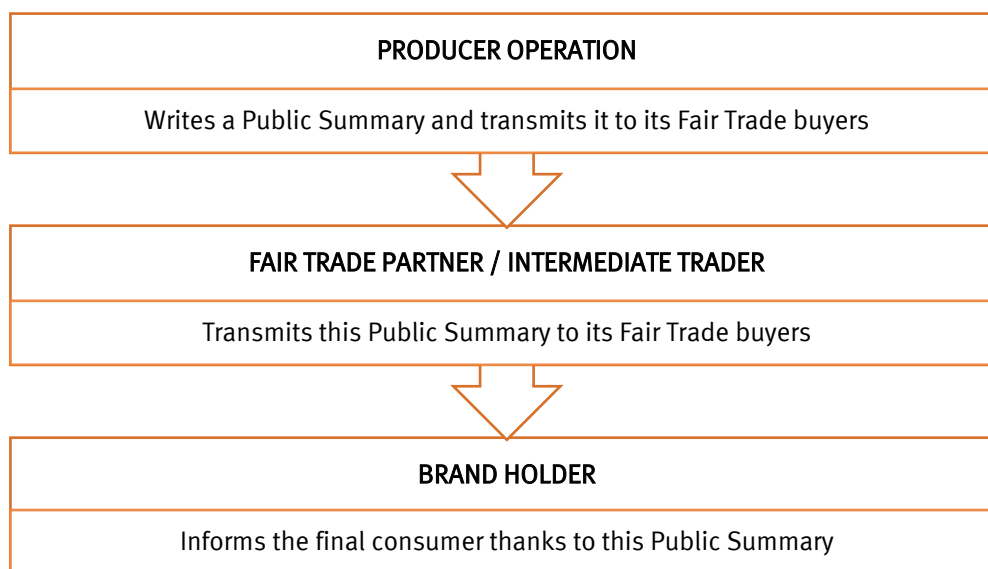 PRODUCER OPERATION
Writes a Public Summary and transmits it to its Fair Trade buyers
FAIR TRADE PARTNER / INTERMEDIATE TRADER
Transmits this Public Summary to its Fair Trade buyers
BRAND HOLDER
Informs the final consumer thanks to this Public Summary